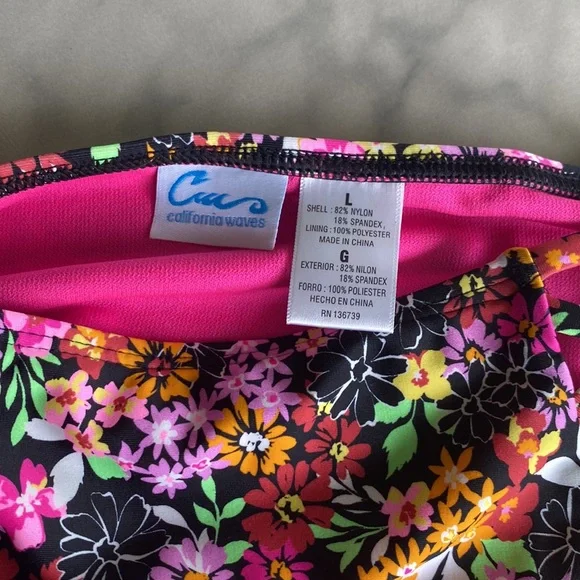 california waves
L
SHELL : 82% NYLON
18% SPANDEX,
LINING : 100% POLYESTER
MADE IN CHINA
G
EXTERIOR : 82% NILON
18% SPANDEX
FORRO : 100% POLIESTER
HECHO EN CHINA
RN 136739